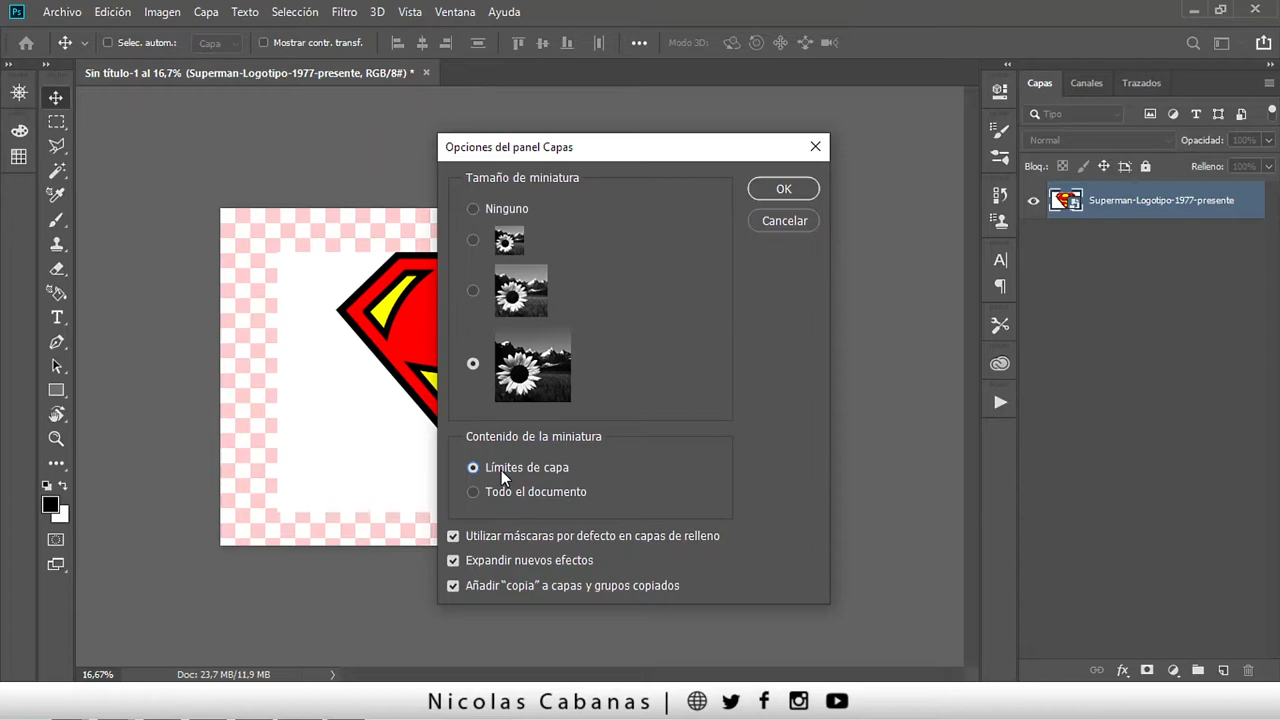 Ps Archivo Edición Imagen Capa Texto Selección Filtro 3D Vista Ventana Ayuda
Selec. autom.: Capa Mostrar contr. transf. Modo 3D:
Sin título-1 al 16,7% (Superman-Logotipo-1977-presente, RGB/8#) *
Capas Canales Trazados
Tipo
Normal Opacidad: 100%
Bloq.: Relleno: 100%
Superman-Logotipo-1977-presente
Opciones del panel Capas
Tamaño de miniatura
OK
Ninguno
Cancelar
Contenido de la miniatura
Límites de capa
Todo el documento
Utilizar máscaras por defecto en capas de relleno
Expandir nuevos efectos
Añadir "copia" a capas y grupos copiados
16,67% Doc: 23,7 MB/11,9 MB
Nicolas Cabanas |